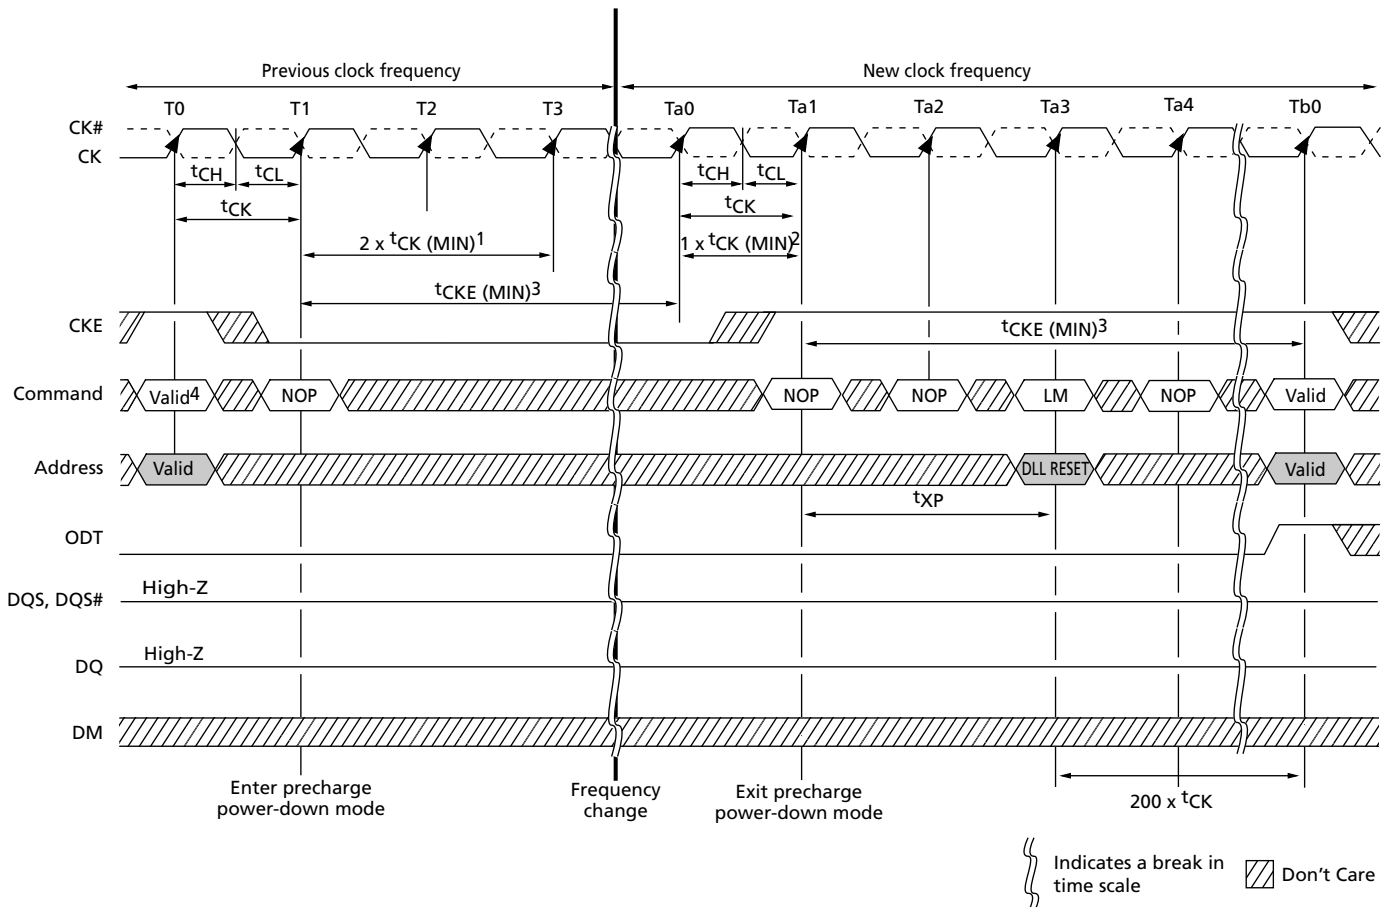 Previous clock frequency
New clock frequency
T0 T1 T2 T3 Ta0 Ta1 Ta2 Ta3 Ta4 Tb0
CK#
CK
tCH tCL tCH tCL
tCK tCK
2 x tCK (MIN)1 1 x tCK (MIN)2
tCKE (MIN)3
CKE
tCKE (MIN)3
Command Valid4 NOP NOP NOP LM NOP Valid
Address Valid DLL RESET Valid
tXP
ODT
High-Z
DQS, DQS#
High-Z
DQ
DM
Enter precharge
power-down mode
Frequency
change
Exit precharge
power-down mode
200 x tCK
Indicates a break in
time scale
Don't Care